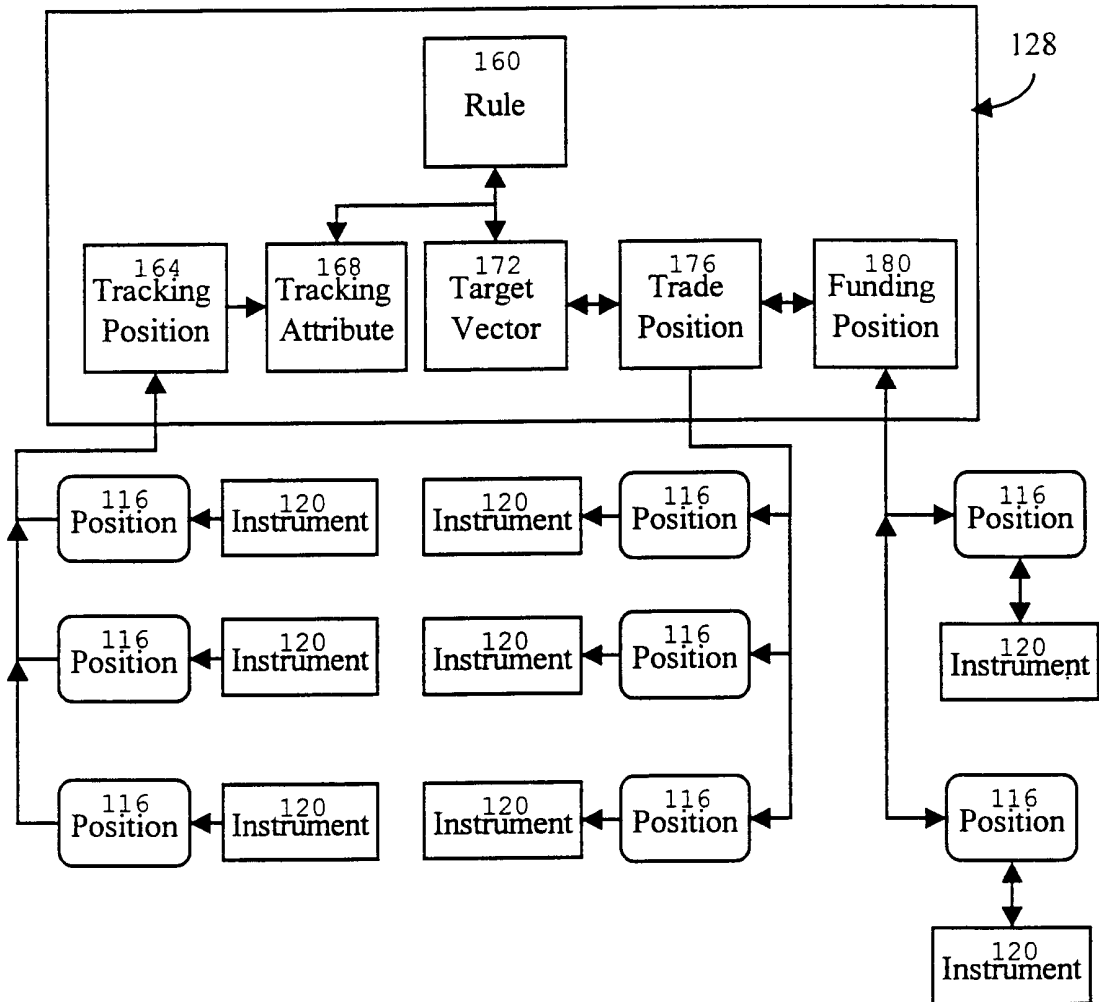 128
160
Rule
164
Tracking
Position
168
Tracking
Attribute
172
Target
Vector
176
Trade
Position
180
Funding
Position
116
Position
120
Instrument
120
Instrument
116
Position
116
Position
120
Instrument
116
Position
120
Instrument
120
Instrument
116
Position
120
Instrument
116
Position
120
Instrument
120
Instrument
116
Position
116
Position
120
Instrument